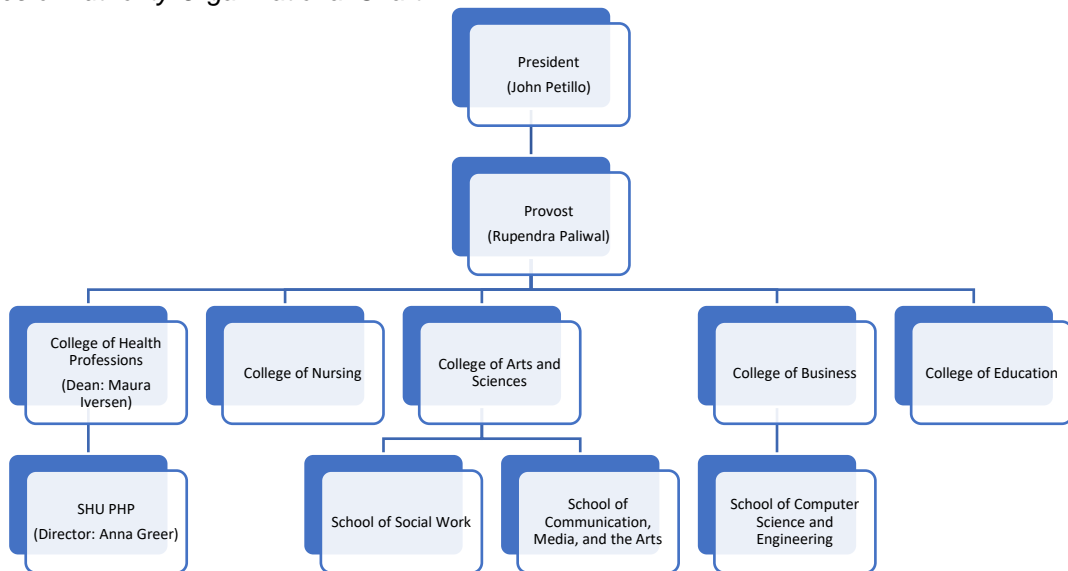 President
(John Petillo)
Provost
(Rupendra Paliwal)
College of Health
Professions
(Dean: Maura
Iversen)
College of Nursing
College of Arts and
Sciences
College of Business
College of Education
SHU PHP
(Director: Anna Greer)
School of Social Work
School of
Communication,
Media, and the Arts
School of Computer
Science and
Engineering